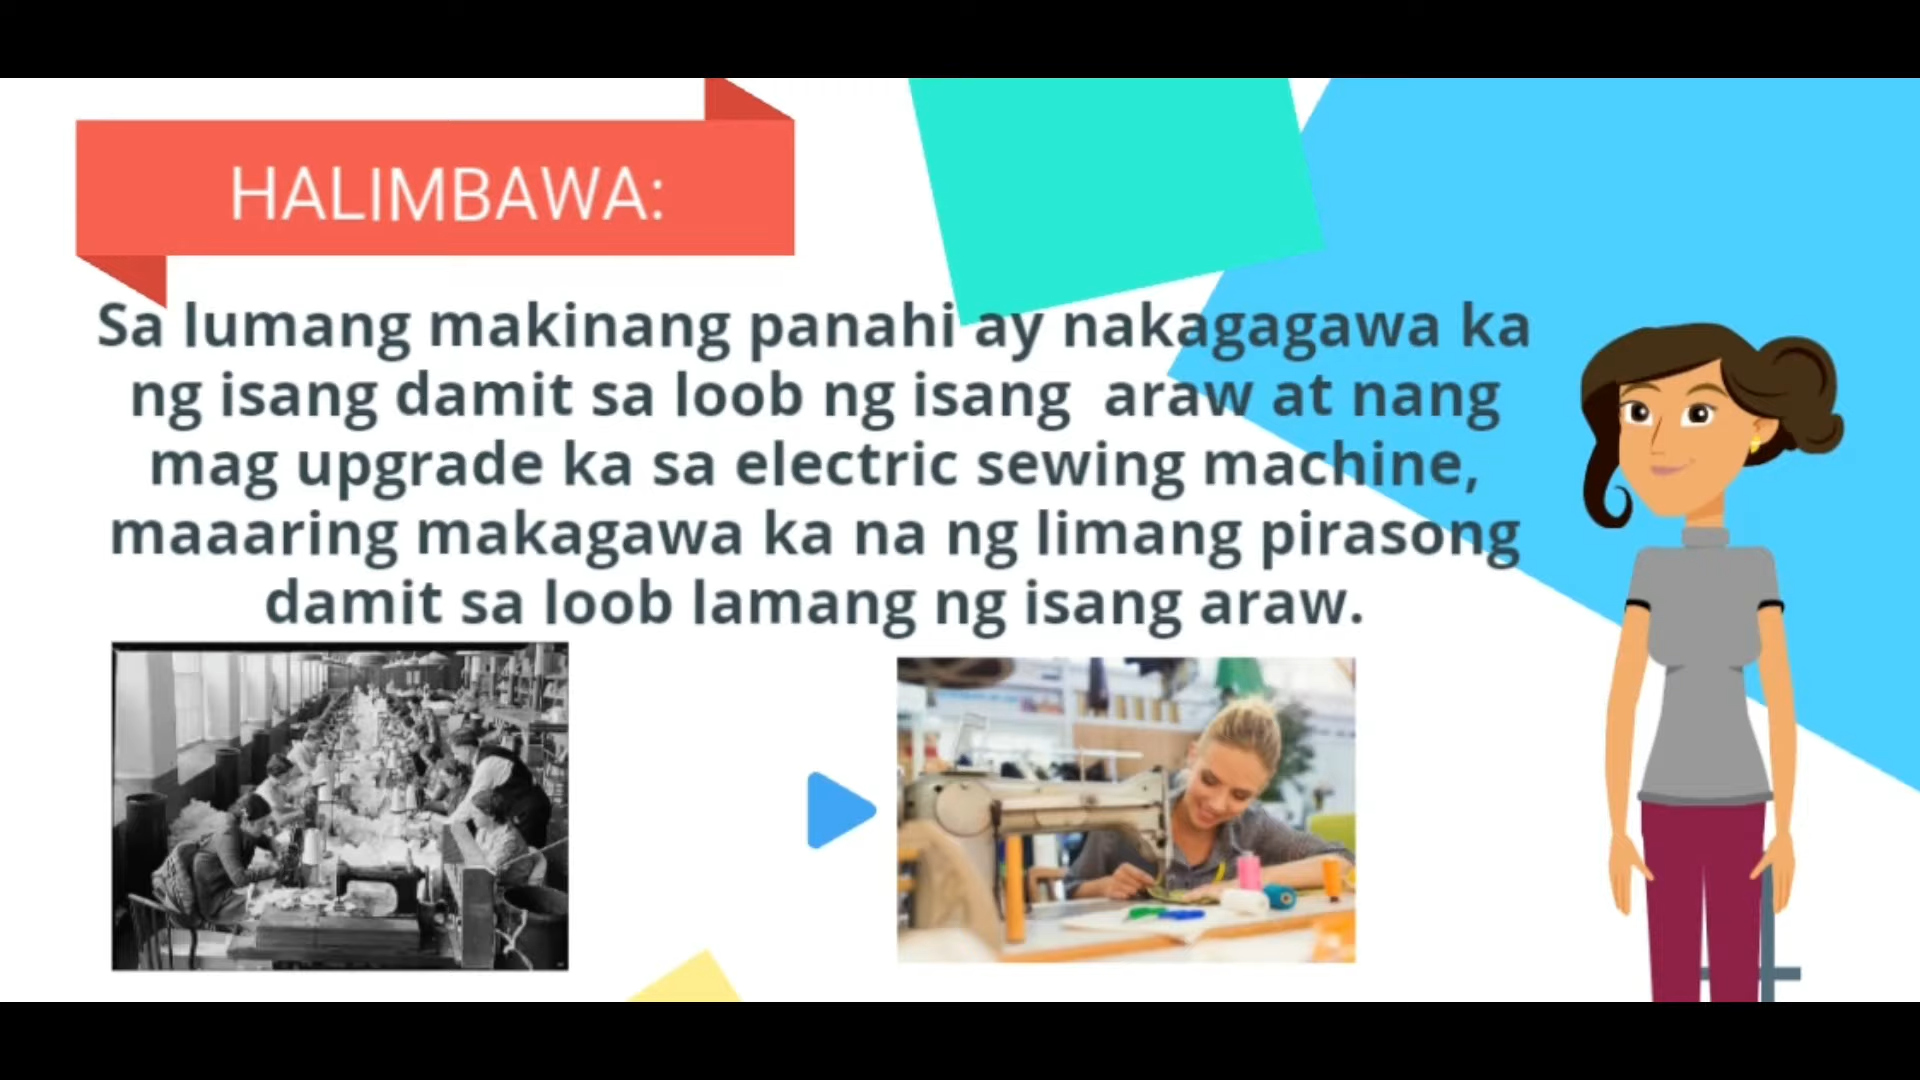 HALIMBAWA:
Sa lumang makinang panahi ay nakagagawa ka
ng isang damit sa loob ng isang araw at nang
mag upgrade ka sa electric sewing machine,
maaaring makagawa ka na ng limang pirasong
damit sa loob lamang ng isang araw.